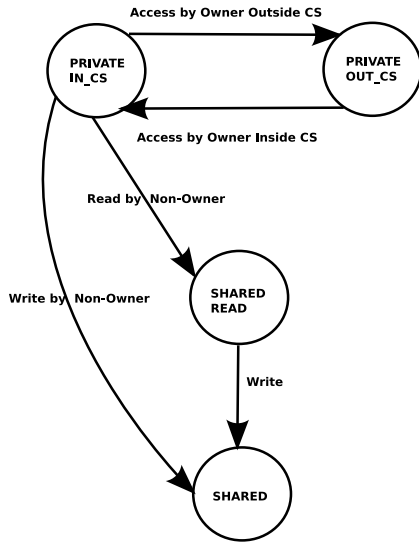 Access by Owner Outside CS
PRIVATE
IN_CS
PRIVATE
OUT_CS
Access by Owner Inside CS
Read by Non-Owner
SHARED
READ
Write by Non-Owner
Write
SHARED